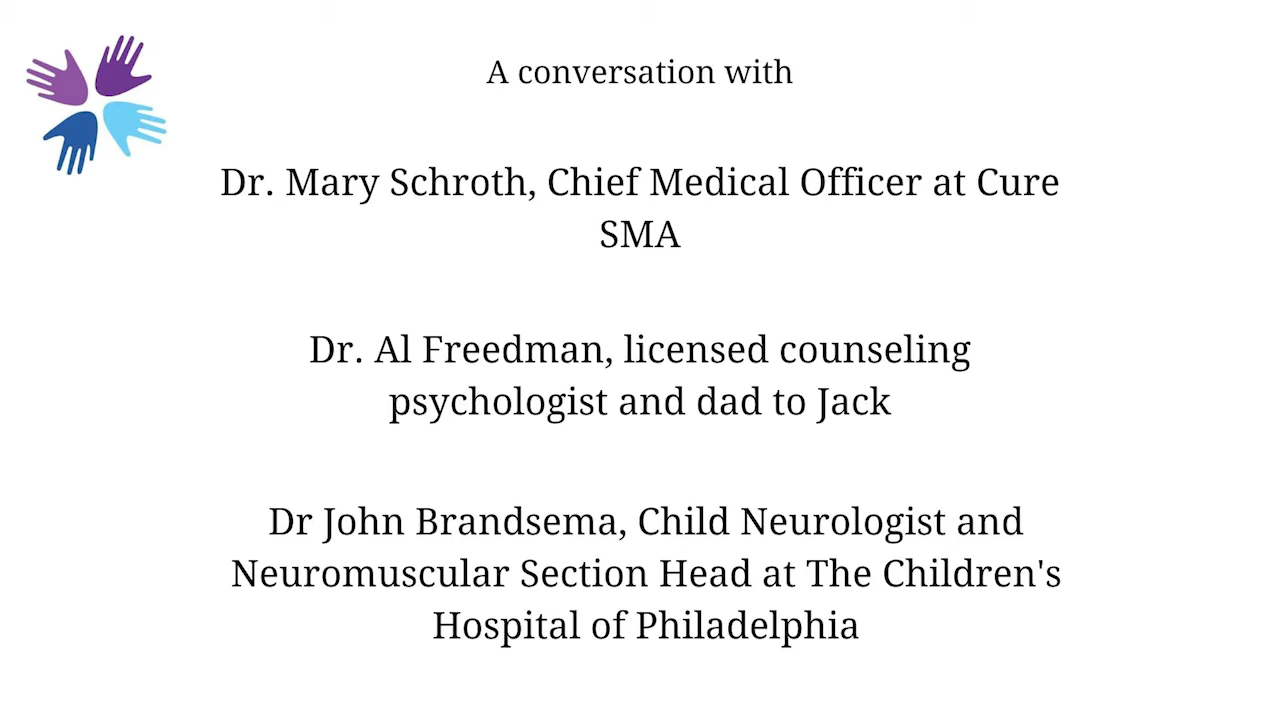 A conversation with
Dr. Mary Schroth, Chief Medical Officer at Cure
SMA
Dr. Al Freedman, licensed counseling
psychologist and dad to Jack
Dr John Brandsema, Child Neurologist and
Neuromuscular Section Head at The Children's
Hospital of Philadelphia